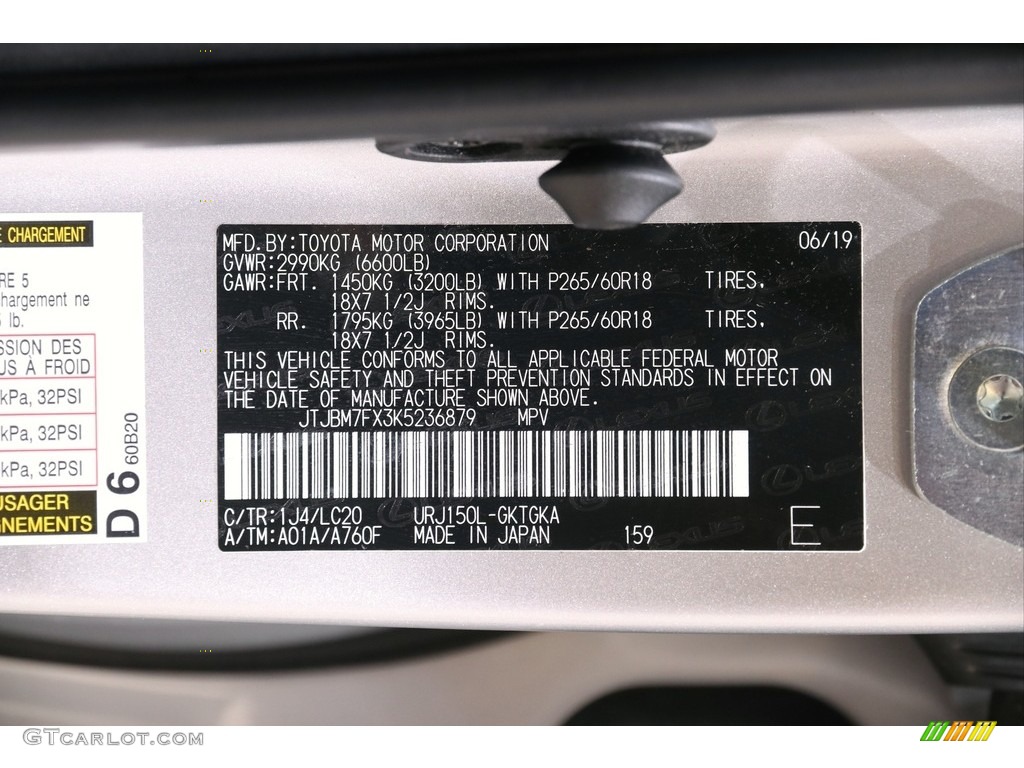 E CHARGEMENT
RE 5
chargement ne
lb.
SSION DES
US À FROID
kPa, 32PSI
kPa, 32PSI
kPa, 32PSI
USAGER
GNEMENTS
D 6 60B20
MFD. BY: TOYOTA MOTOR CORPORATION 06/19
GVWR: 2990KG (6600LB)
GAWR: FRT. 1450KG (3200LB) WITH P265/60R18 TIRES,
18X7 1/2J RIMS.
RR. 1795KG (3965LB) WITH P265/60R18 TIRES,
18X7 1/2J RIMS.
THIS VEHICLE CONFORMS TO ALL APPLICABLE FEDERAL MOTOR
VEHICLE SAFETY AND THEFT PREVENTION STANDARDS IN EFFECT ON
THE DATE OF MANUFACTURE SHOWN ABOVE.
JTJBM7FX3K5236879 MPV
C/TR: 1J4/LC20 URJ150L-GKTGKA
A/TM: A01A/A760F MADE IN JAPAN 159 E
GTCarlot.com